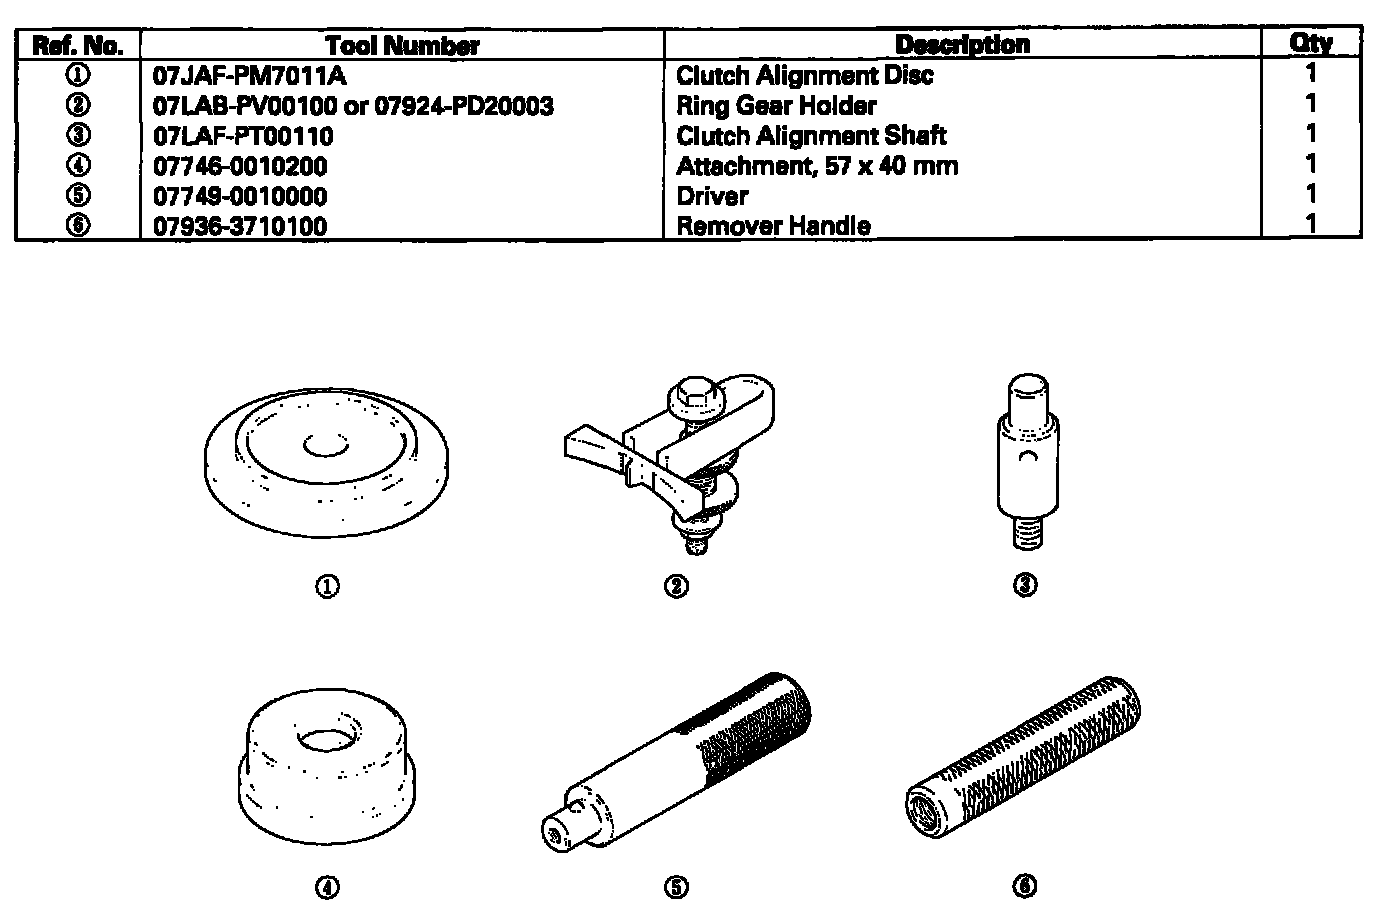 Ref. No. Tool Number Description Qty
① 07JAF-PM7011A Clutch Alignment Disc 1
② 07LAB-PV00100 or 07924-PD20003 Ring Gear Holder 1
③ 07LAF-PT00110 Clutch Alignment Shaft 1
④ 07746-0010200 Attachment, 57 x 40 mm 1
⑤ 07749-0010000 Driver 1
⑥ 07936-3710100 Remover Handle 1
① ② ③
④ ⑤ ⑥